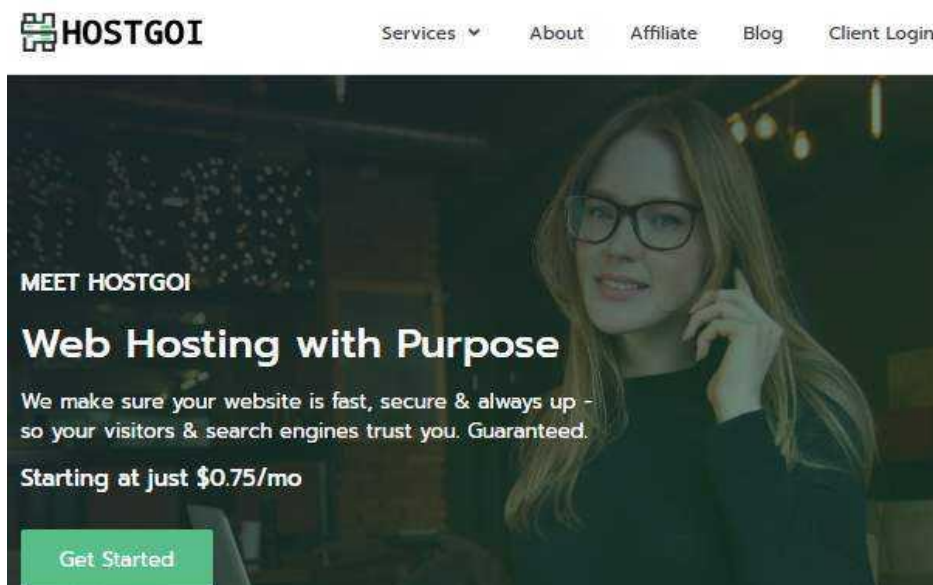 HOSTGOI
Services
About
Affiliate
Blog
Client Login
MEET HOSTGOI
Web Hosting with Purpose
We make sure your website is fast, secure & always up -
so your visitors & search engines trust you. Guaranteed.
Starting at just $0.75/mo
Get Started